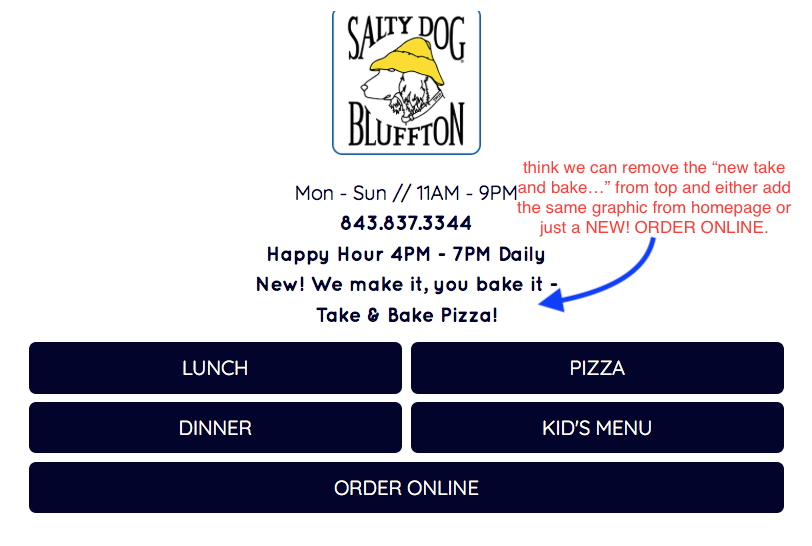 SALTY DOG
BLUFFTON
think we can remove the “new take
and bake…” from top and either add
the same graphic from homepage or
just a NEW! ORDER ONLINE.
Mon - Sun // 11AM - 9PM
843.837.3344
Happy Hour 4PM - 7PM Daily
New! We make it, you bake it -
Take & Bake Pizza!
LUNCH
PIZZA
DINNER
KID'S MENU
ORDER ONLINE